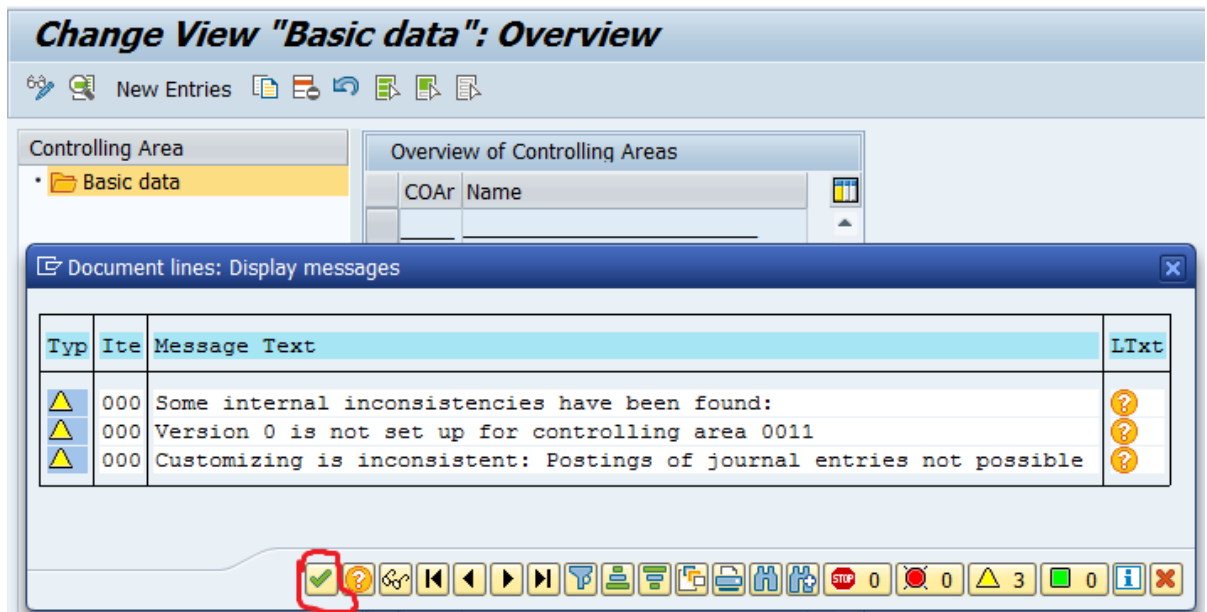 Change View "Basic data": Overview
New Entries
Controlling Area
Basic data
Overview of Controlling Areas
COAr Name
Document lines: Display messages
Typ Ite Message Text LTxt
000 Some internal inconsistencies have been found:
000 Version 0 is not set up for controlling area 0011
000 Customizing is inconsistent: Postings of journal entries not possible
STOP 0 0 3 0